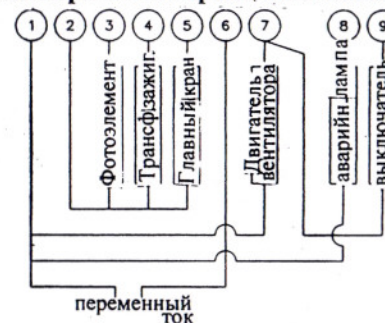 1 2 3 4 5 6 7 8 9
Фотоэлемент
Трансф зажиг.
Главный кран
Двигатель
вентилятора
аварийн лампа
выключатель
переменный
ток